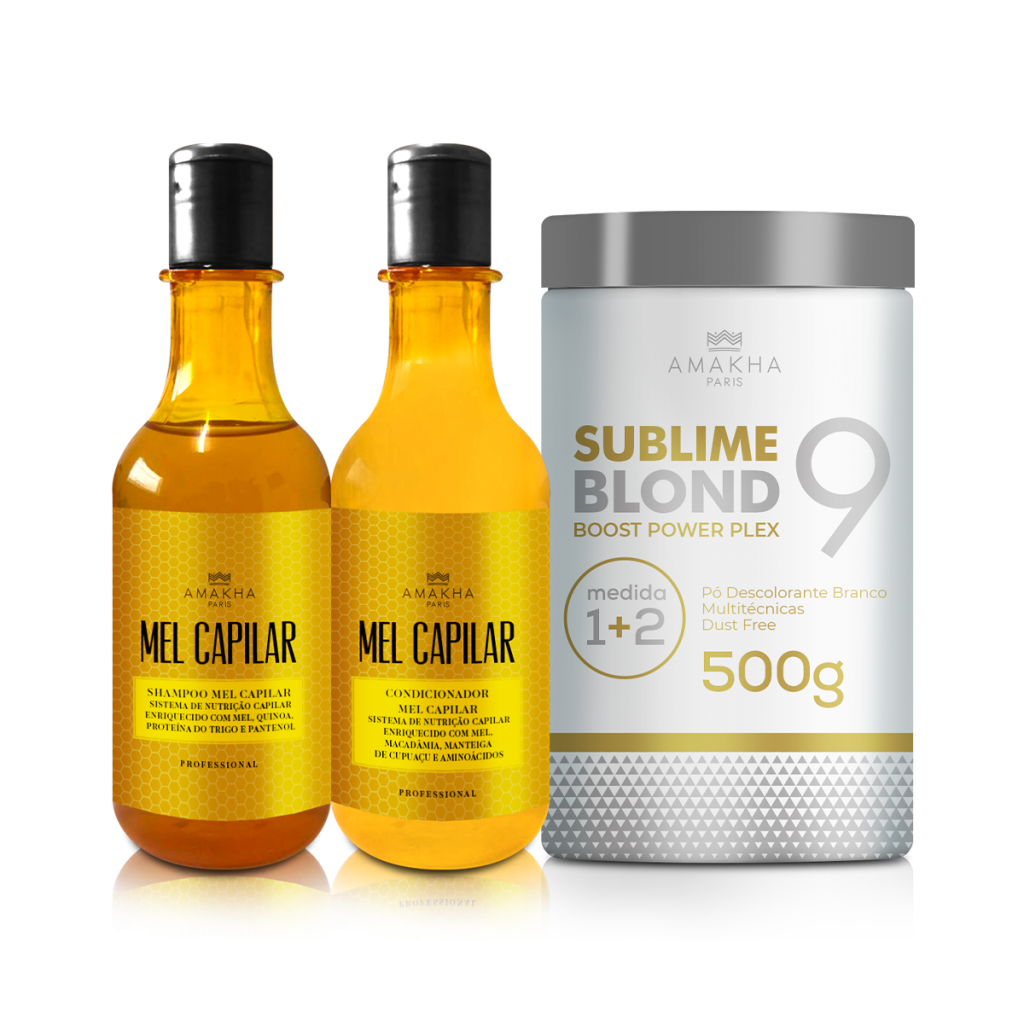 AMAKHA
PARIS
MEL CAPILAR
SHAMPOO MEL CAPILAR
SISTEMA DE NUTRIÇÃO CAPILAR
ENRIQUECIDO COM MEL, QUINOA,
PROTEÍNA DO TRIGO E PANTENOL
PROFESSIONAL
AMAKHA
PARIS
MEL CAPILAR
CONDICIONADOR
MEL CAPILAR
SISTEMA DE NUTRIÇÃO CAPILAR
ENRIQUECIDO COM MEL,
MACADÂMIA, MANTEIGA
DE CUPUAÇU E AMINOÁCIDOS
PROFESSIONAL
AMAKHA
PARIS
SUBLIME
BLOND 9
BOOST POWER PLEX
medida
1+2
Pó Descolorante Branco
Multitécnicas
Dust Free
500g